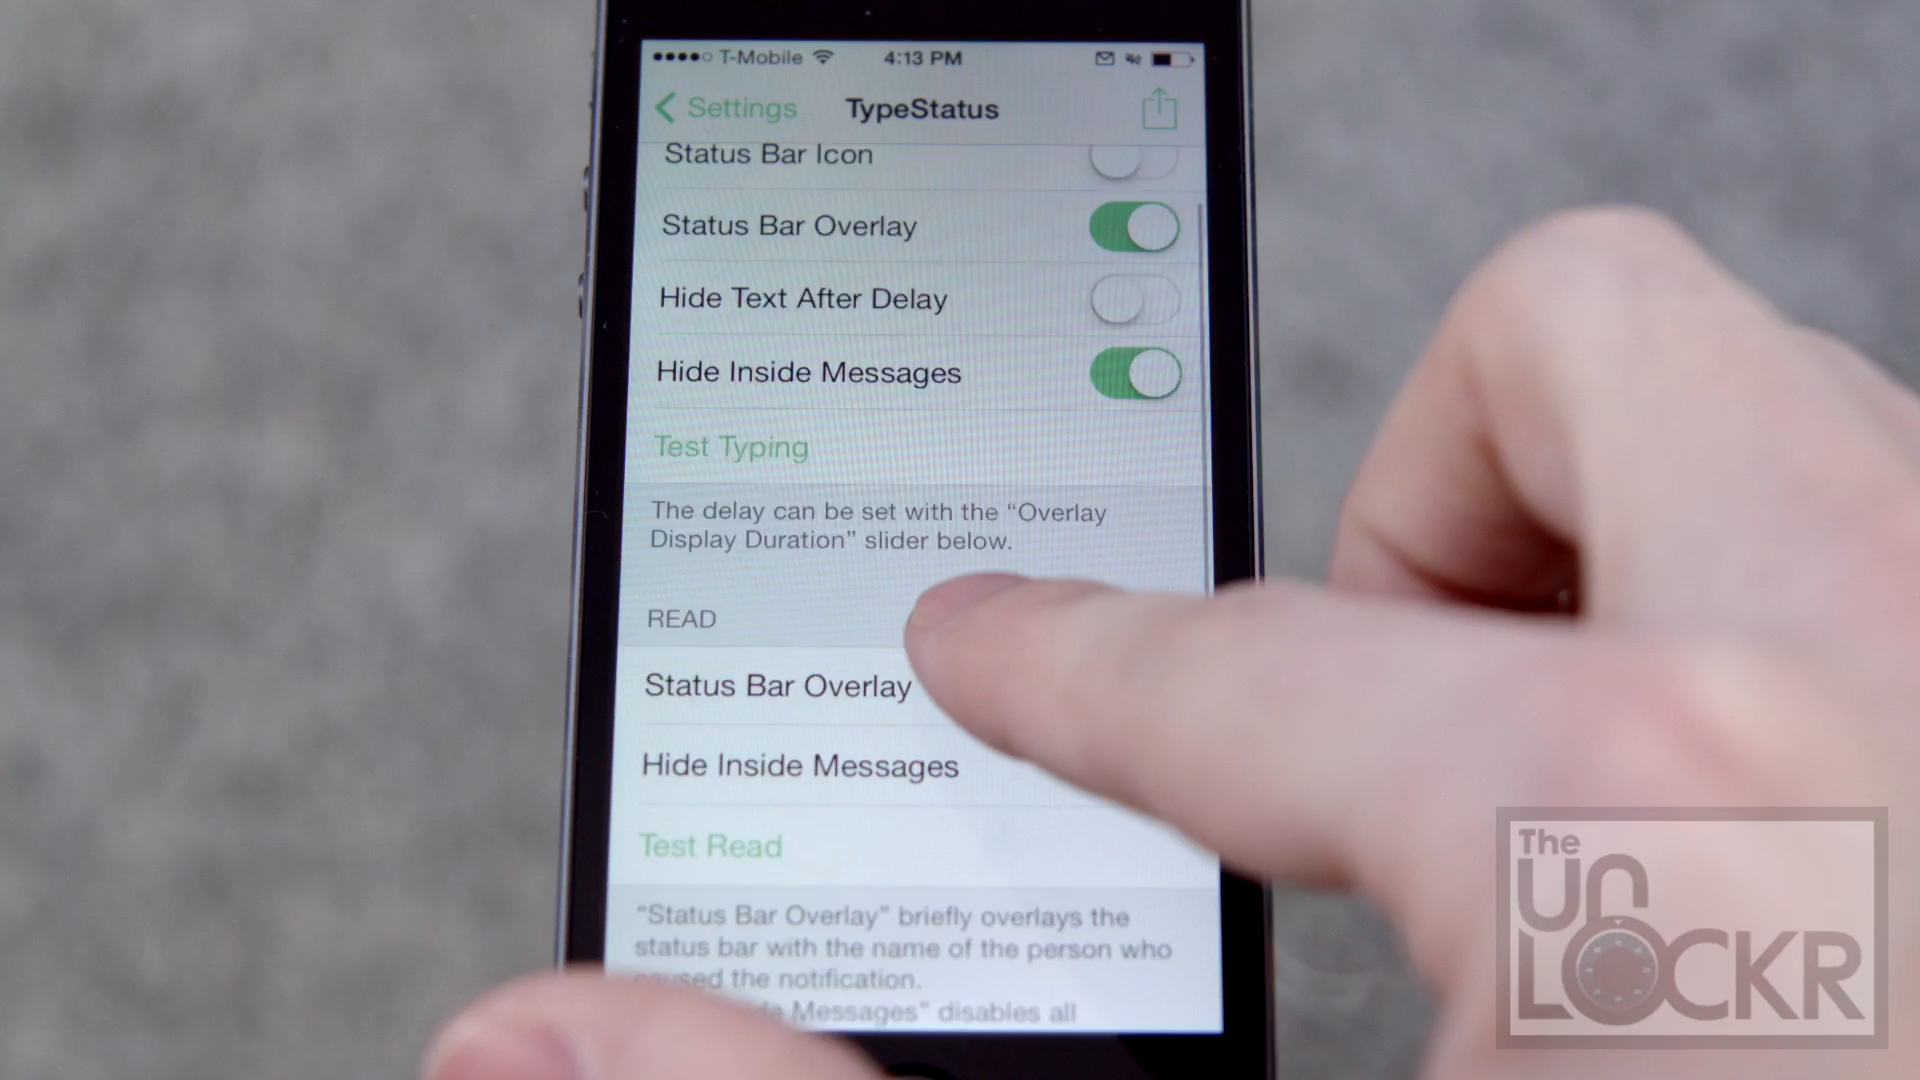 T-Mobile 4:13 PM
Settings TypeStatus
Status Bar Icon
Status Bar Overlay
Hide Text After Delay
Hide Inside Messages
Test Typing
The delay can be set with the “Overlay
Display Duration” slider below.
READ
Status Bar Overlay
Hide Inside Messages
Test Read
“Status Bar Overlay” briefly overlays the
status bar with the name of the person who
caused the notification.
Messages” disables all
The
UnLOCKR